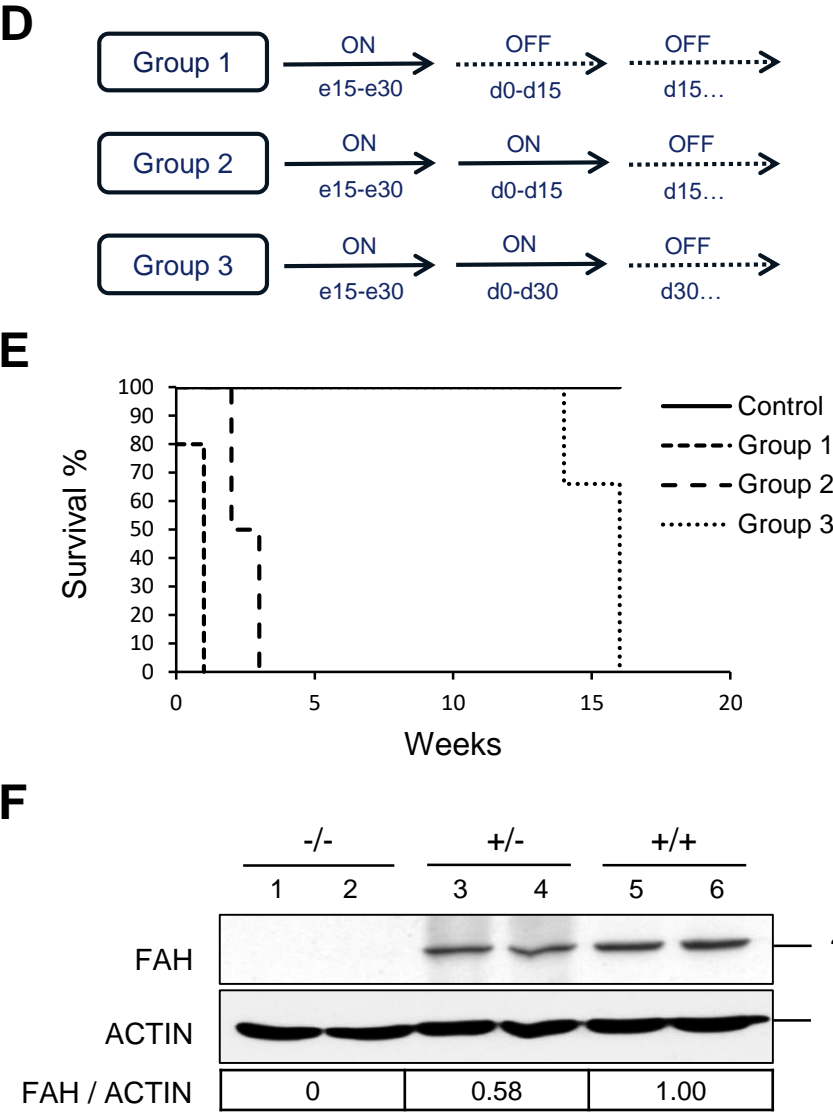 D
Group 1 ON e15-e30 OFF d0-d15 OFF d15…
Group 2 ON e15-e30 ON d0-d15 OFF d15…
Group 3 ON e15-e30 ON d0-d30 OFF d30…
E
Survival %
100
90
80
70
60
50
40
30
20
10
0
0 5 10 15 20
Weeks
Control
Group 1
Group 2
Group 3
F
-/- +/- +/+
1 2 3 4 5 6
FAH
ACTIN
FAH / ACTIN 0 0.58 1.00